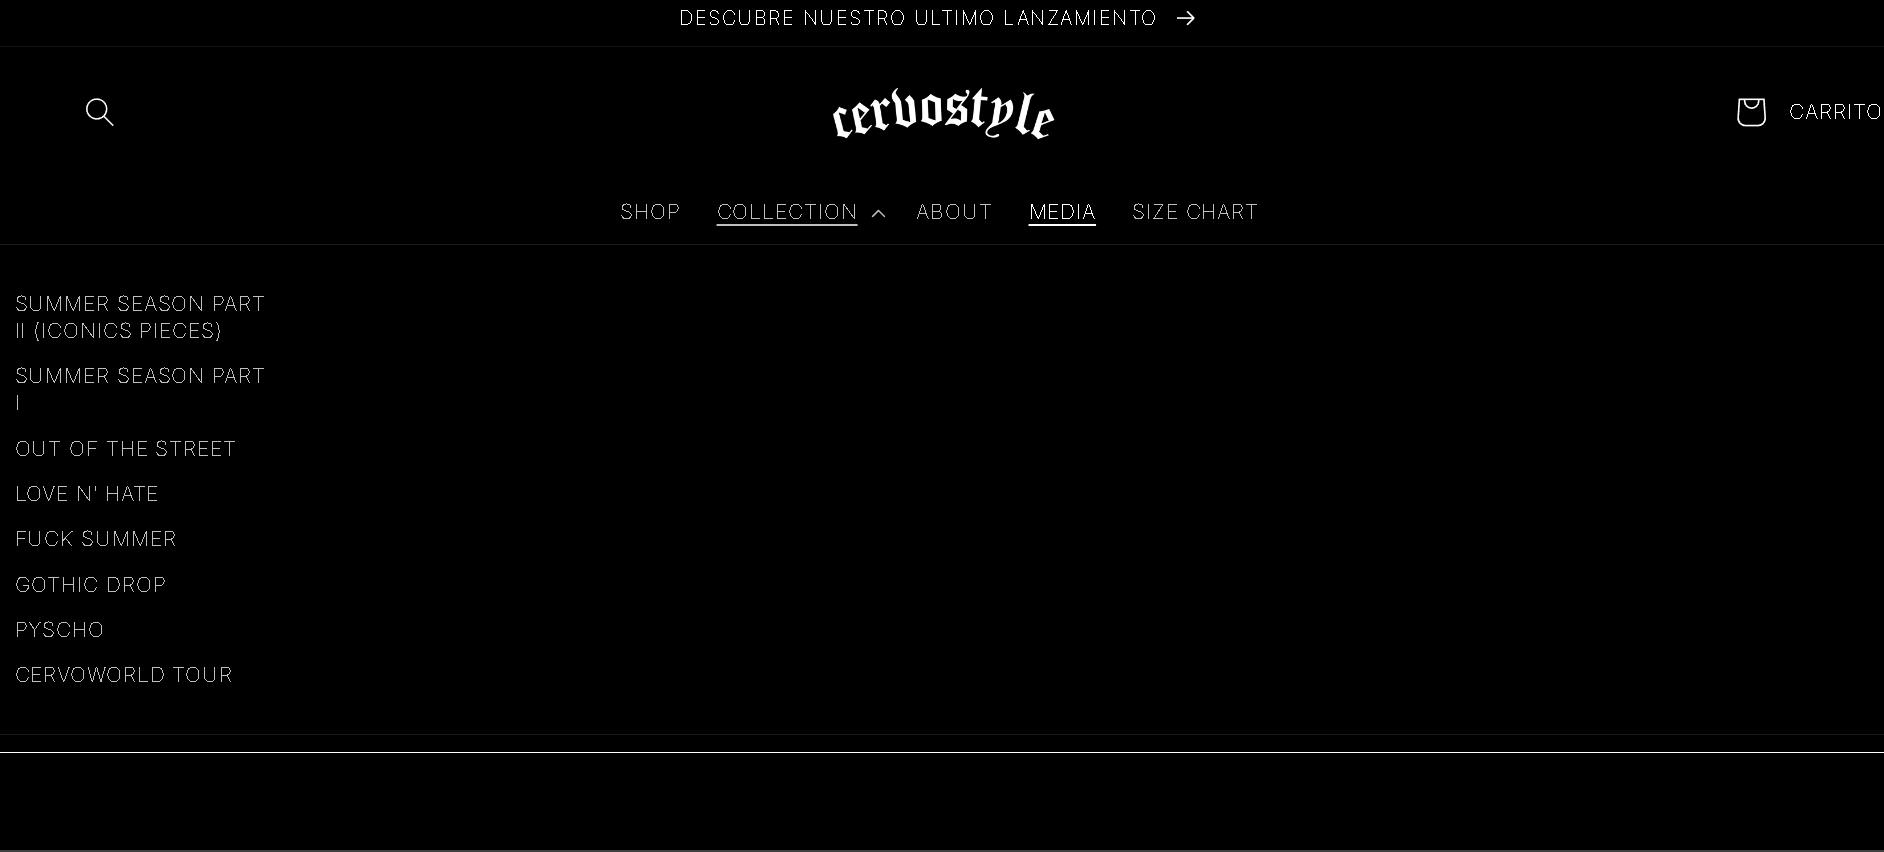 DESCUBRE NUESTRO ULTIMO LANZAMIENTO →
cervostyle
CARRITO
SHOP COLLECTION ABOUT MEDIA SIZE CHART
SUMMER SEASON PART
II (ICONICS PIECES)
SUMMER SEASON PART
I
OUT OF THE STREET
LOVE N' HATE
FUCK SUMMER
GOTHIC DROP
PYSCHO
CERVOWORLD TOUR